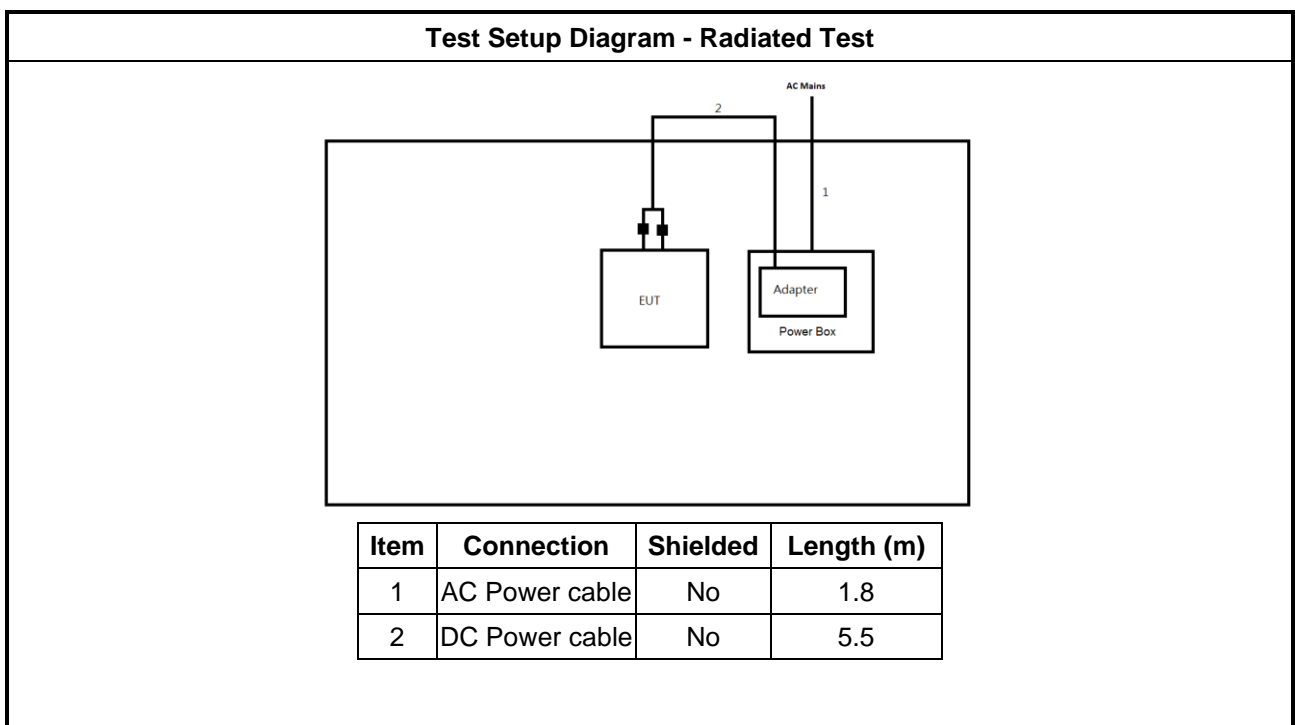 Test Setup Diagram - Radiated Test
AC Mains
2
1
EUT
Adapter
Power Box
Item Connection Shielded Length (m)
1 AC Power cable No 1.8
2 DC Power cable No 5.5